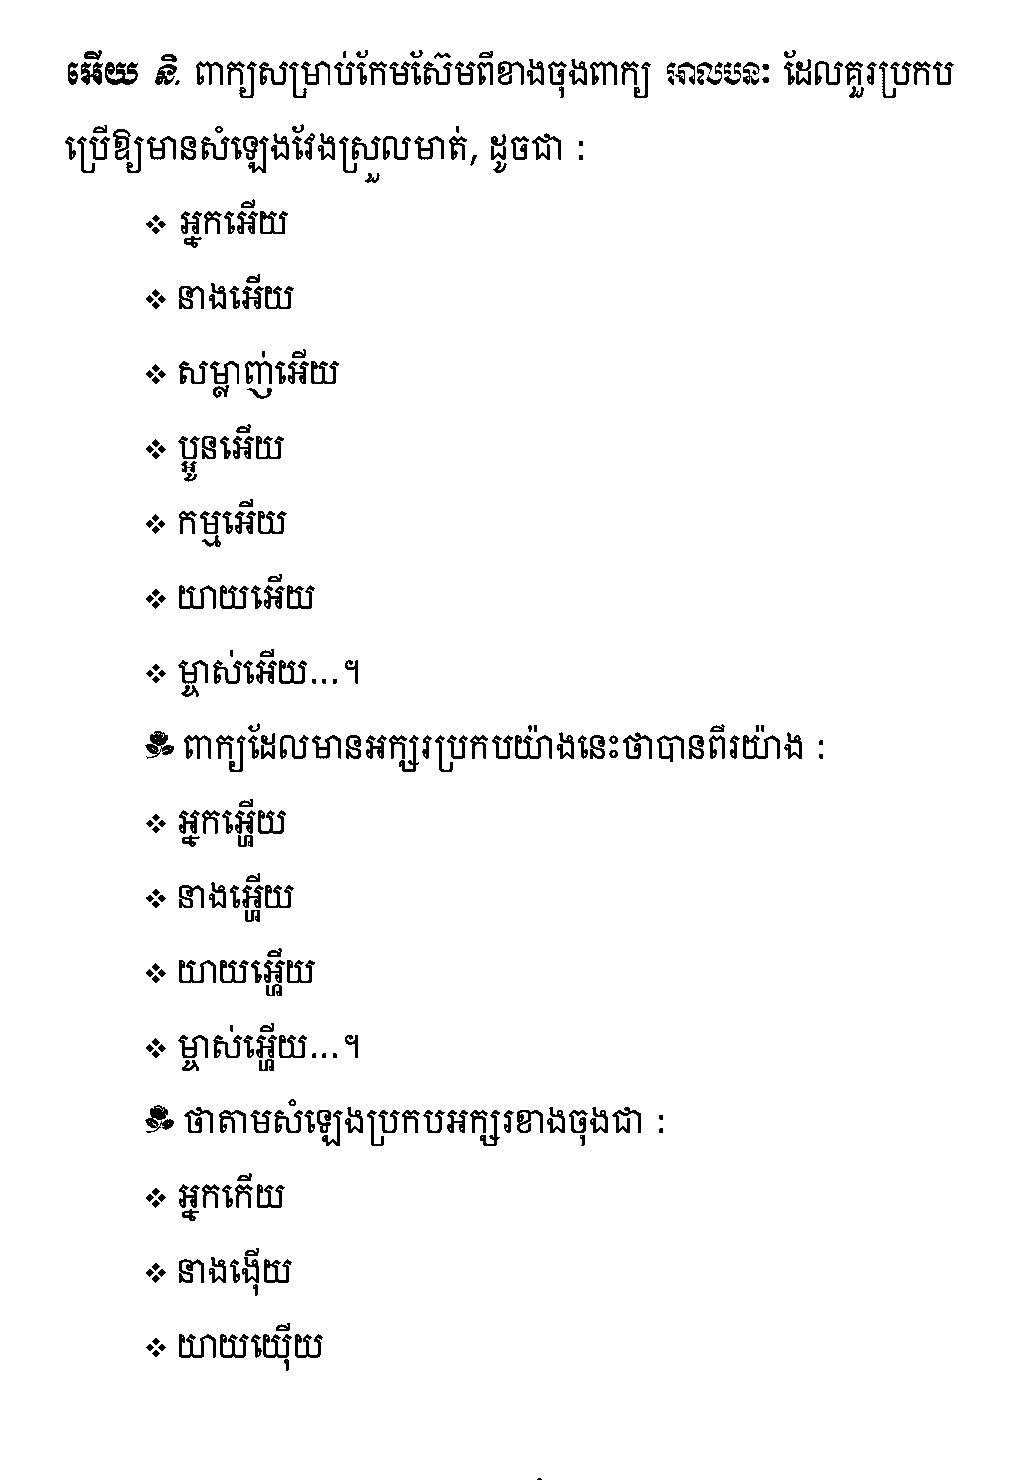 អើយ និ. ពាក្យសម្រាប់កែមស៊ែមពីខាងចុងពាក្យ អាលបនៈ ដែលគួរប្រកប
ប្រើឱ្យមានសំឡេងវែងស្រួលមាត់, ដូចជា :
❖ អ្នកអើយ
❖ នាងអើយ
❖ សម្លាញ់អើយ
❖ ប្អូនអើយ
❖ កម្មអើយ
❖ យាយអើយ
❖ ម្ចាស់អើយ...។
ពាក្យដែលមានអក្សរប្រកបយ៉ាងនេះថាបានពីរយ៉ាង :
❖ អ្នកអ្ហើយ
❖ នាងអ្ហើយ
❖ យាយអ្ហើយ
❖ ម្ចាស់អ្ហើយ...។
ថាតាមសំឡេងប្រកបអក្សរខាងចុងជា :
❖ អ្នកកើយ
❖ នាងង៉ើយ
❖ យាយយ៉ើយ